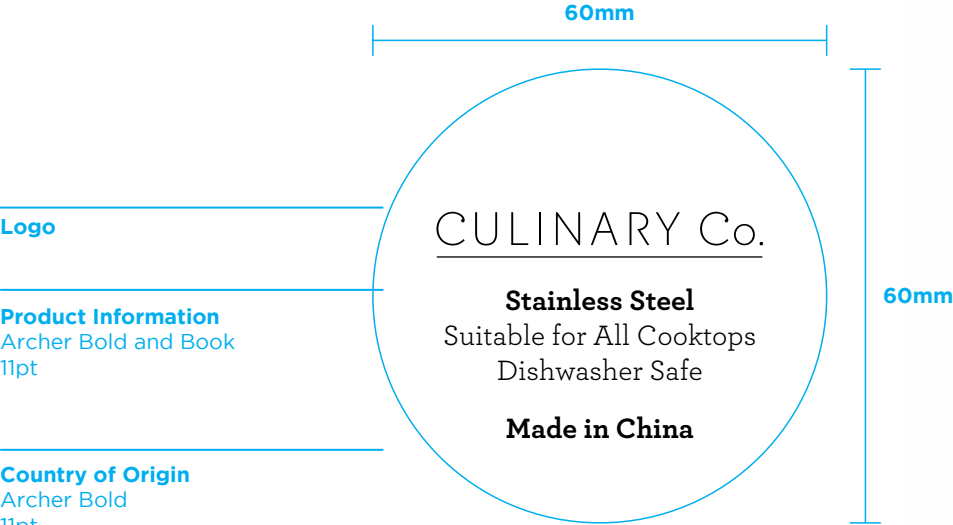 60mm
Logo
CULINARY Co.
Product Information
Archer Bold and Book
11pt
Stainless Steel
Suitable for All Cooktops
Dishwasher Safe
Made in China
60mm
Country of Origin
Archer Bold
11pt